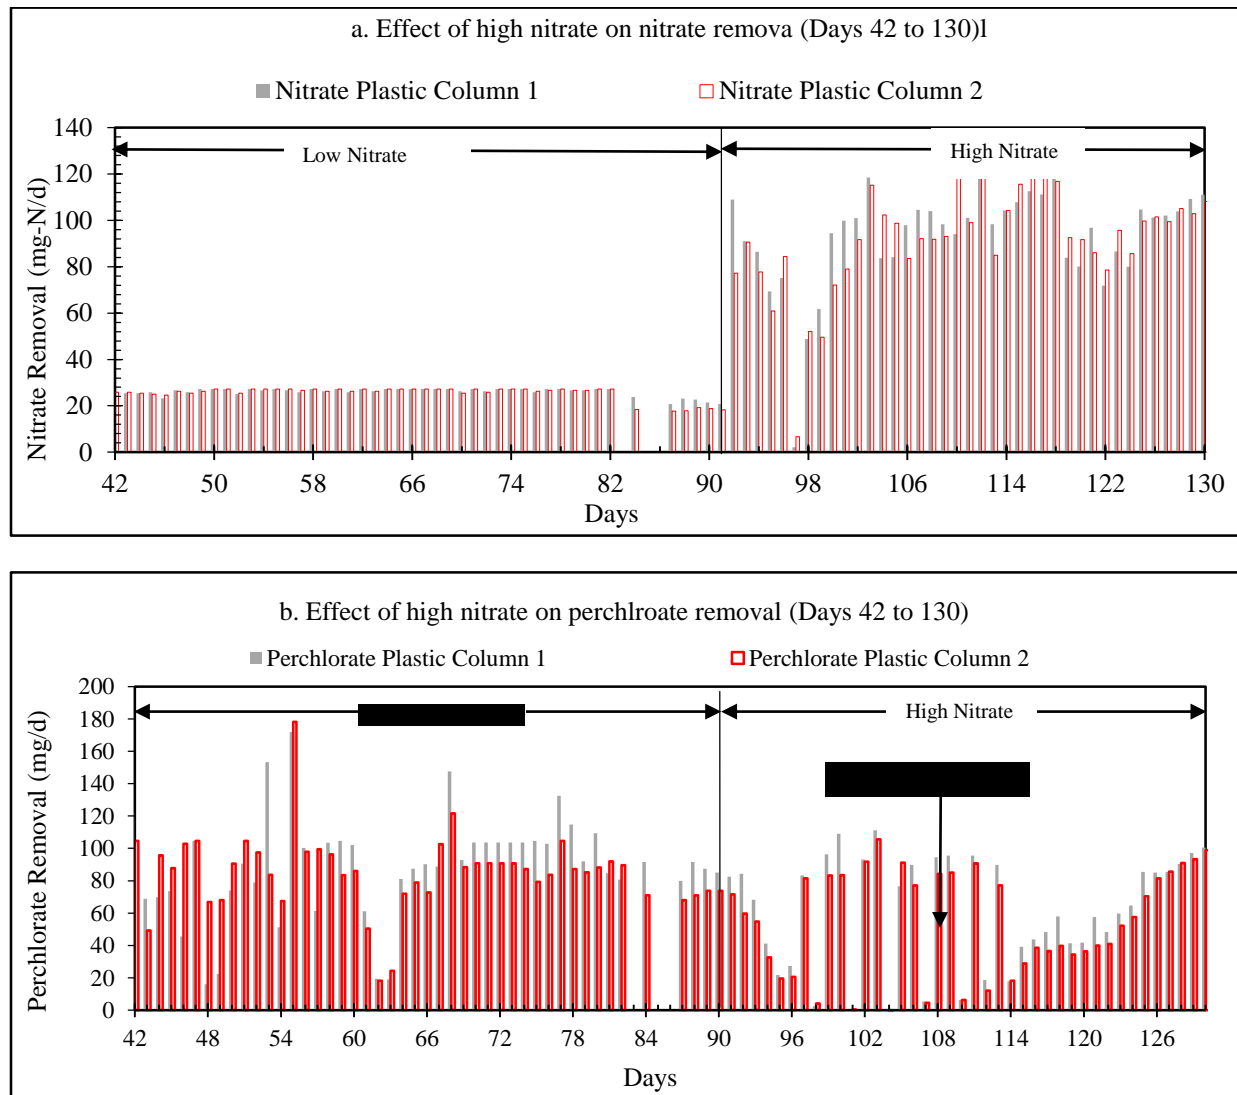 a. Effect of high nitrate on nitrate remova (Days 42 to 130)l
Nitrate Plastic Column 1 Nitrate Plastic Column 2
Nitrate Removal (mg-N/d)
140
120
100
80
60
40
20
0
Low Nitrate High Nitrate
42 50 58 66 74 82 90 98 106 114 122 130
Days
b. Effect of high nitrate on perchlroate removal (Days 42 to 130)
Perchlorate Plastic Column 1 Perchlorate Plastic Column 2
Perchlorate Removal (mg/d)
200
180
160
140
120
100
80
60
40
20
0
High Nitrate
42 48 54 60 66 72 78 84 90 96 102 108 114 120 126
Days